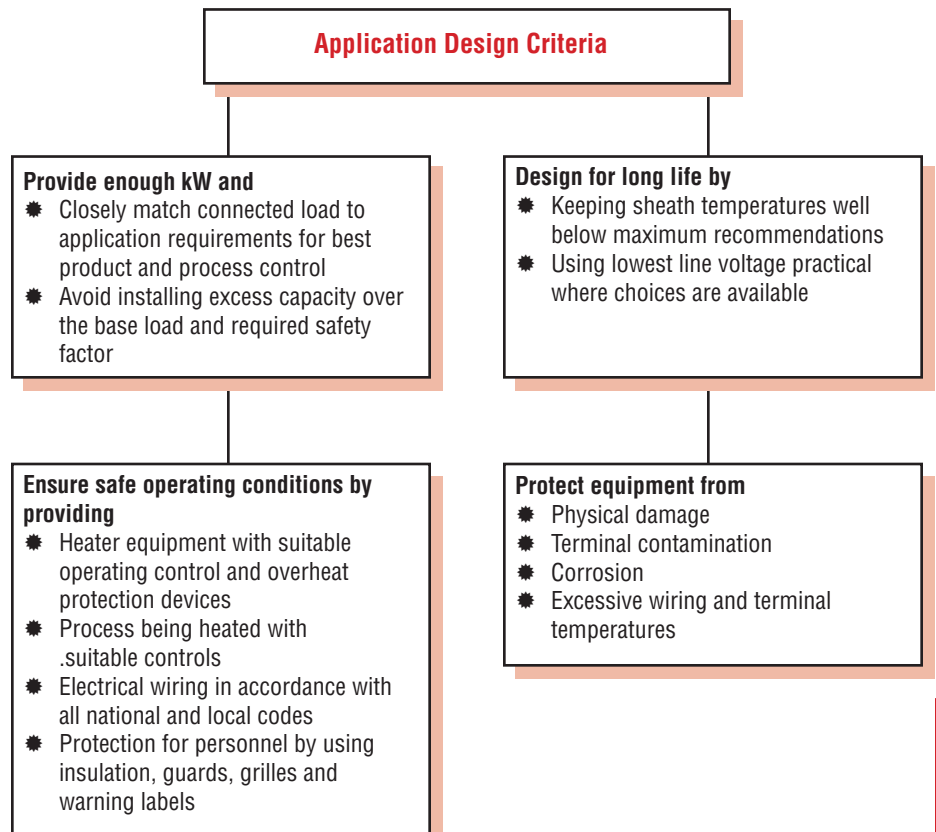 Application Design Criteria
Provide enough kW and
✹ Closely match connected load to
application requirements for best
product and process control
✹ Avoid installing excess capacity over
the base load and required safety
factor
Design for long life by
✹ Keeping sheath temperatures well
below maximum recommendations
✹ Using lowest line voltage practical
where choices are available
Ensure safe operating conditions by
providing
✹ Heater equipment with suitable
operating control and overheat
protection devices
✹ Process being heated with
.suitable controls
✹ Electrical wiring in accordance with
all national and local codes
✹ Protection for personnel by using
insulation, guards, grilles and
warning labels
Protect equipment from
✹ Physical damage
✹ Terminal contamination
✹ Corrosion
✹ Excessive wiring and terminal
temperatures